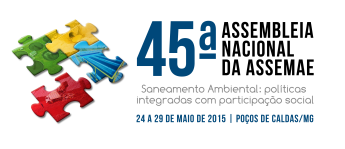 45ª ASSEMBLEIA
NACIONAL
DA ASSEMAE
Saneamento Ambiental: políticas
integradas com participação social
24 A 29 DE MAIO DE 2015 | POÇOS DE CALDAS/MG